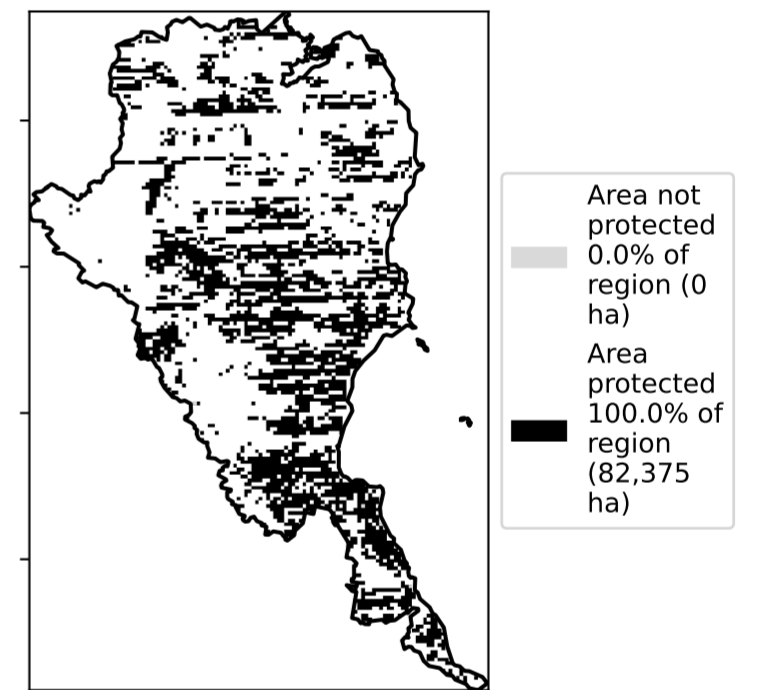 Area not
protected
0.0% of
region (0
ha)
Area
protected
100.0% of
region
(82,375
ha)